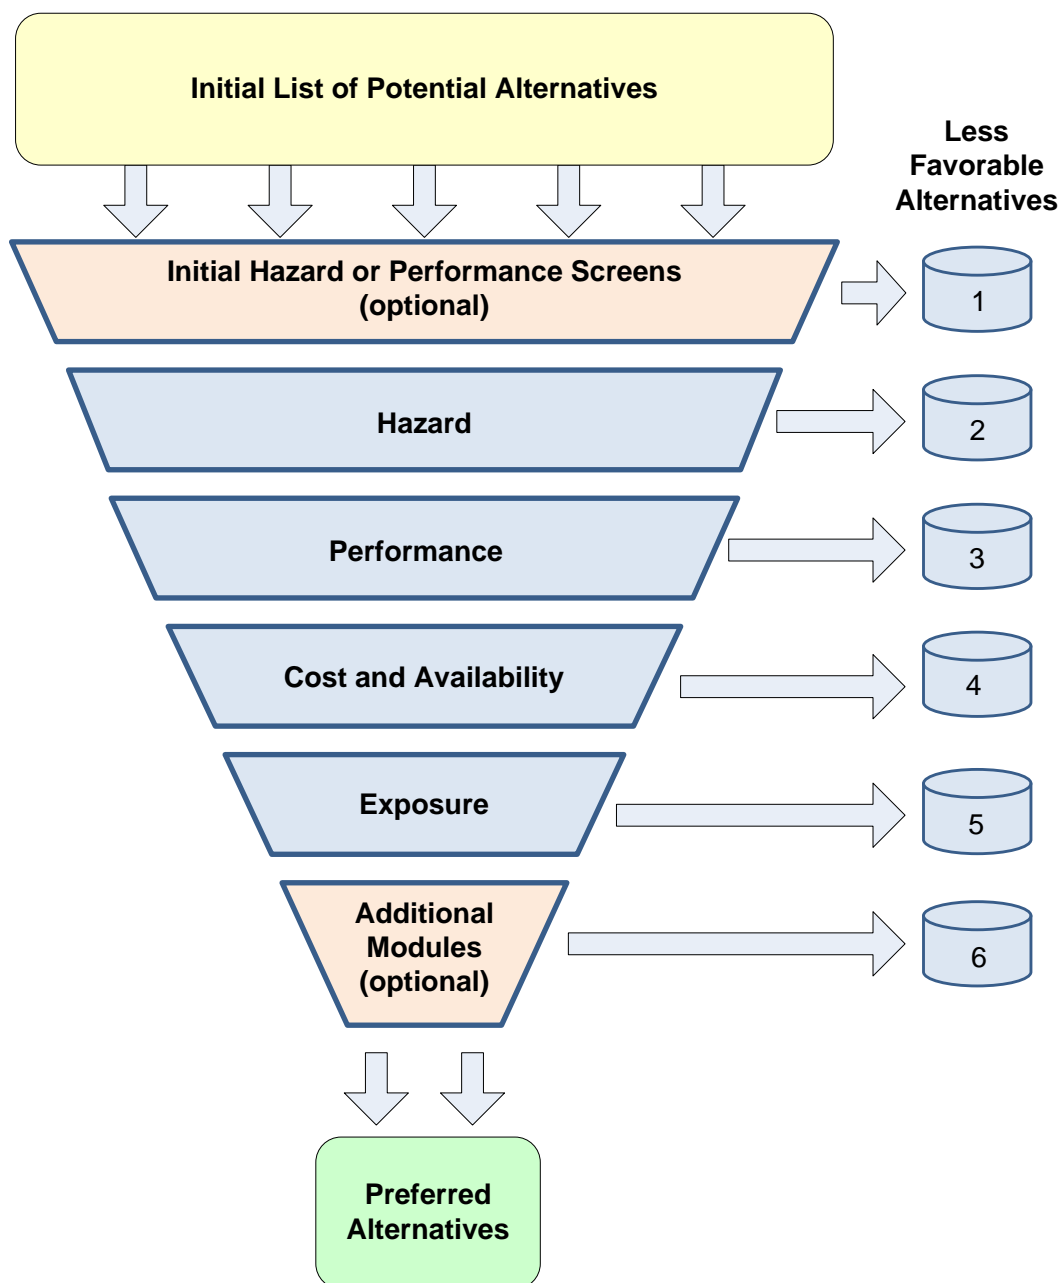 Initial List of Potential Alternatives
Less
Favorable
Alternatives
Initial Hazard or Performance Screens
(optional)
1
Hazard
2
Performance
3
Cost and Availability
4
Exposure
5
Additional
Modules
(optional)
6
Preferred
Alternatives